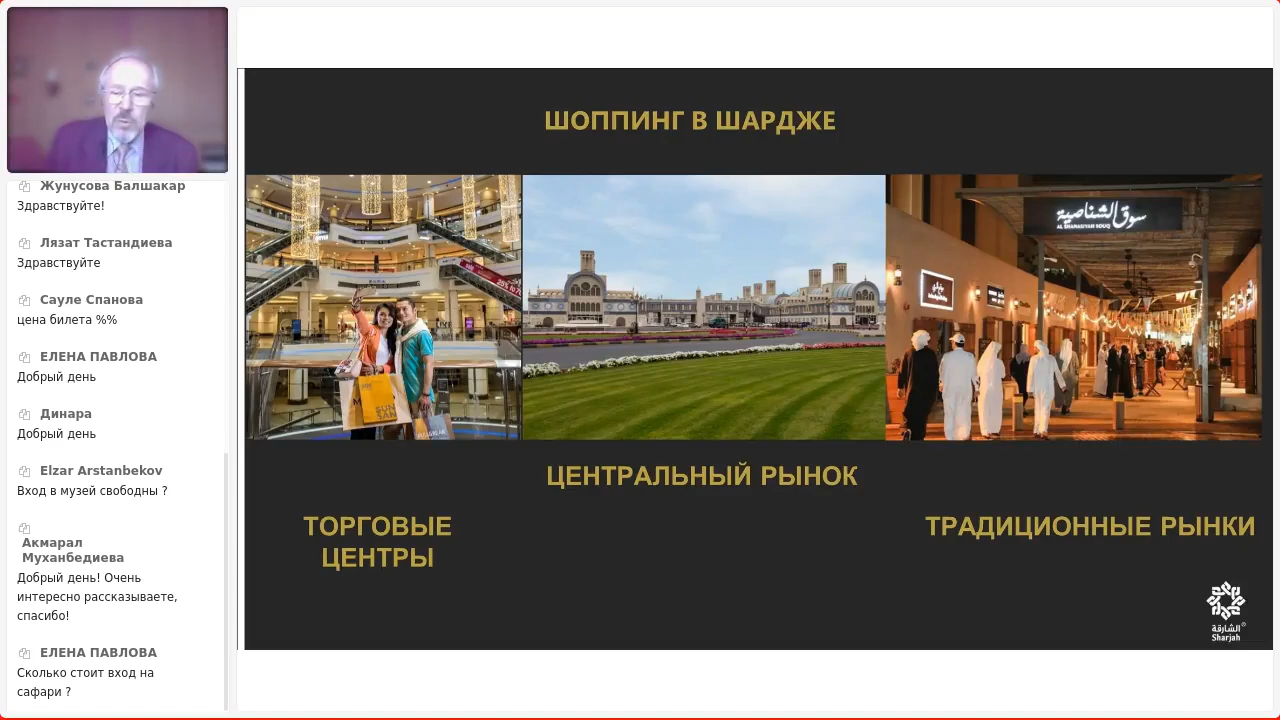 Жунусова Балшакар
Здравствуйте!
Лязат Тастандиева
Здравствуйте
Сауле Спанова
цена билета %%
ЕЛЕНА ПАВЛОВА
Добрый день
Динара
Добрый день
Elzar Arstanbekov
Вход в музей свободны ?
Акмарал
Муханбедиева
Добрый день! Очень
интересно рассказываете,
спасибо!
ЕЛЕНА ПАВЛОВА
Сколько стоит вход на
сафари ?
ШОППИНГ В ШАРДЖЕ
سوق الشناصية
AL SHANASIYAH SOUQ
ЦЕНТРАЛЬНЫЙ РЫНОК
ТОРГОВЫЕ
ЦЕНТРЫ
ТРАДИЦИОННЫЕ РЫНКИ
الشارقة
Sharjah